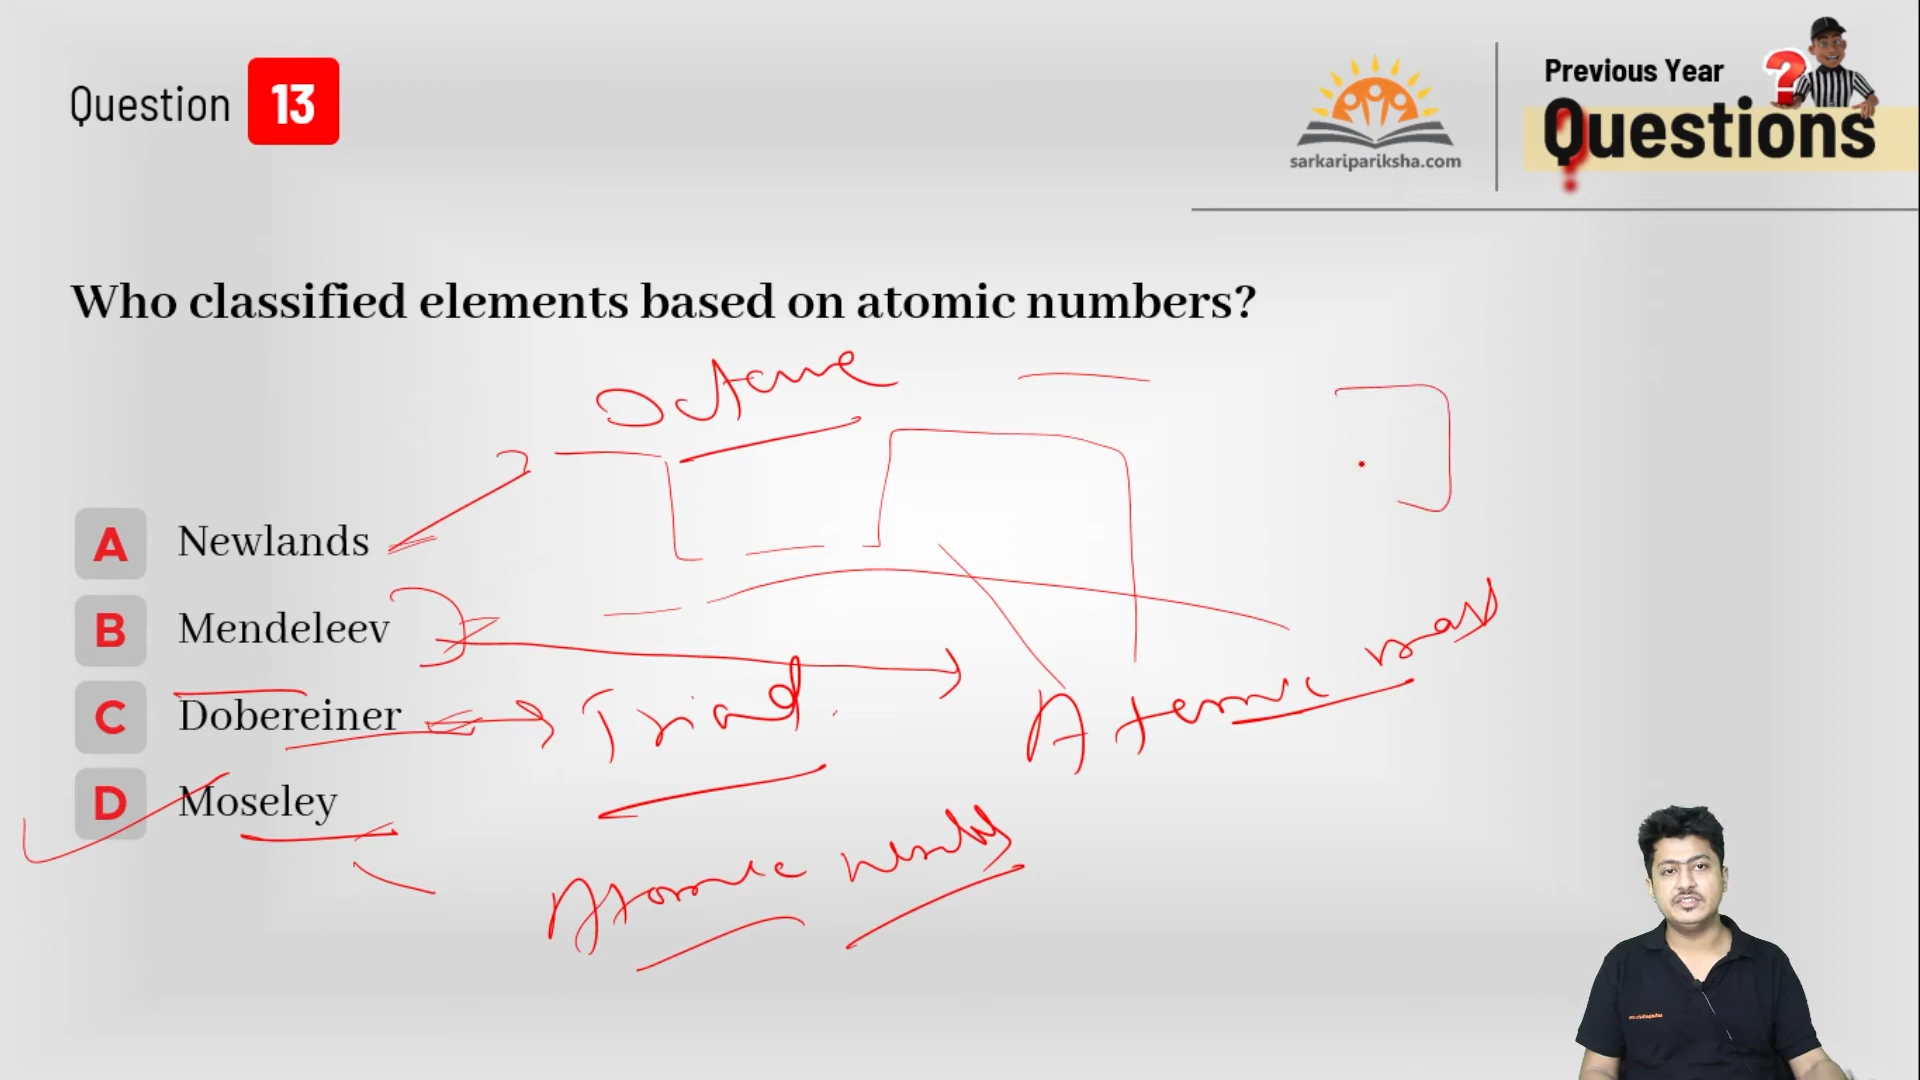 Question 13
sarkaripariksha.com
Previous Year
Questions
Who classified elements based on atomic numbers?
Octave
A Newlands
B Mendeleev
Atomic mass
C Dobereiner
Triad
D Moseley
Atomic